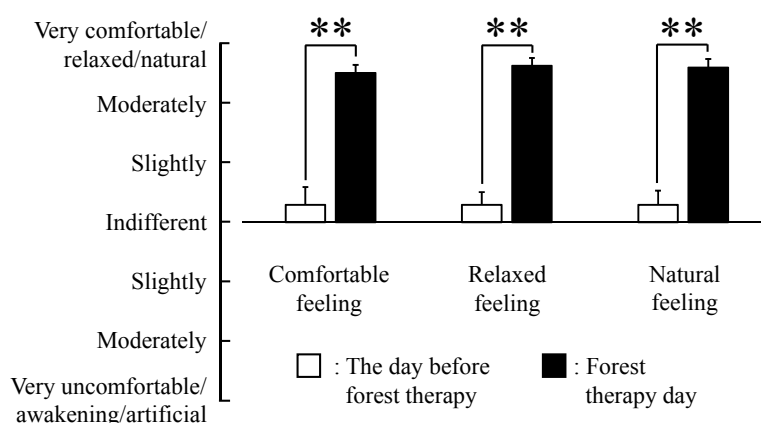 Very comfortable/
relaxed/natural
Moderately
Slightly
Indifferent
Slightly
Moderately
Very uncomfortable/
awakening/artificial
** ** **
Comfortable
feeling
Relaxed
feeling
Natural
feeling
: The day before
forest therapy
: Forest
therapy day